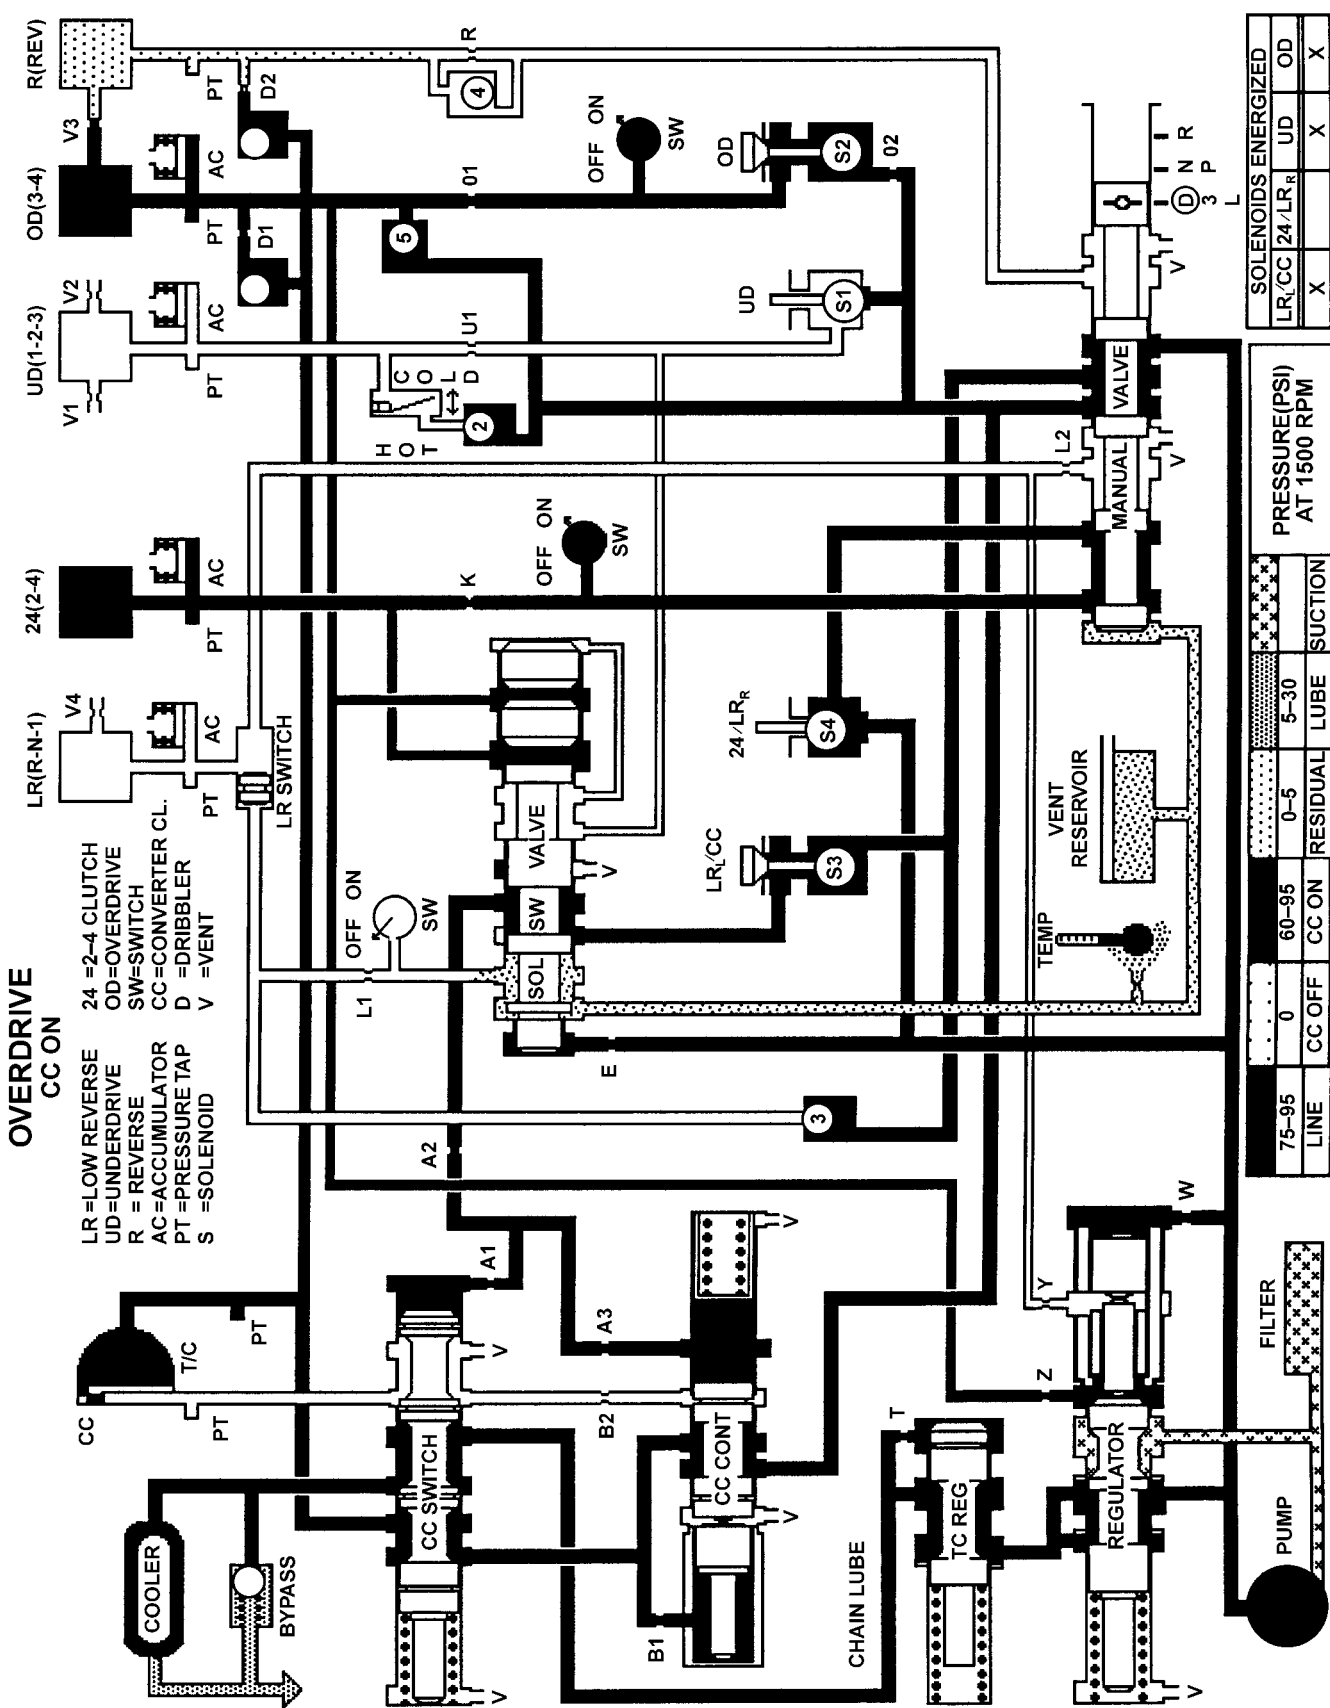 OVERDRIVE
CC ON
LR =LOW REVERSE
UD=UNDERDRIVE
R =REVERSE
AC=ACCUMULATOR
PT =PRESSURE TAP
S =SOLENOID
24 =2-4 CLUTCH
OD=OVERDRIVE
SW=SWITCH
CC=CONVERTER CL.
D =DRIBBLER
V =VENT
LR(R-N-1)
V4
PT
AC
LR SWITCH
24(2-4)
PT
AC
UD(1-2-3)
V1
V2
PT
AC
OD(3-4)
V3
PT
AC
D1
R(REV)
PT
D2
R
4
5
01
OFF ON
SW
OD
S2
02
UD
S1
U1
C
O
L
D
H
O
T
2
K
OFF ON
SW
L2
OFF ON
SW
L1
SOL
SW
VALVE
V
24/LRR
S4
LRL/CC
S3
E
3
A2
A1
A3
CC
T/C
PT
PT
COOLER
BYPASS
CC SWITCH
V
B2
B1
CC CONT
V
V
CHAIN LUBE
T
TC REG
Z
Y
W
REGULATOR
V
PUMP
FILTER
TEMP
VENT
RESERVOIR
MANUAL
VALVE
V
V
D
3
L
N
P
R
75-95
LINE
0
CC OFF
60-95
CC ON
0-5
RESIDUAL
5-30
LUBE
SUCTION
PRESSURE(PSI)
AT 1500 RPM
SOLENOIDS ENERGIZED
LRL/CC 24/LRR UD OD
X X X